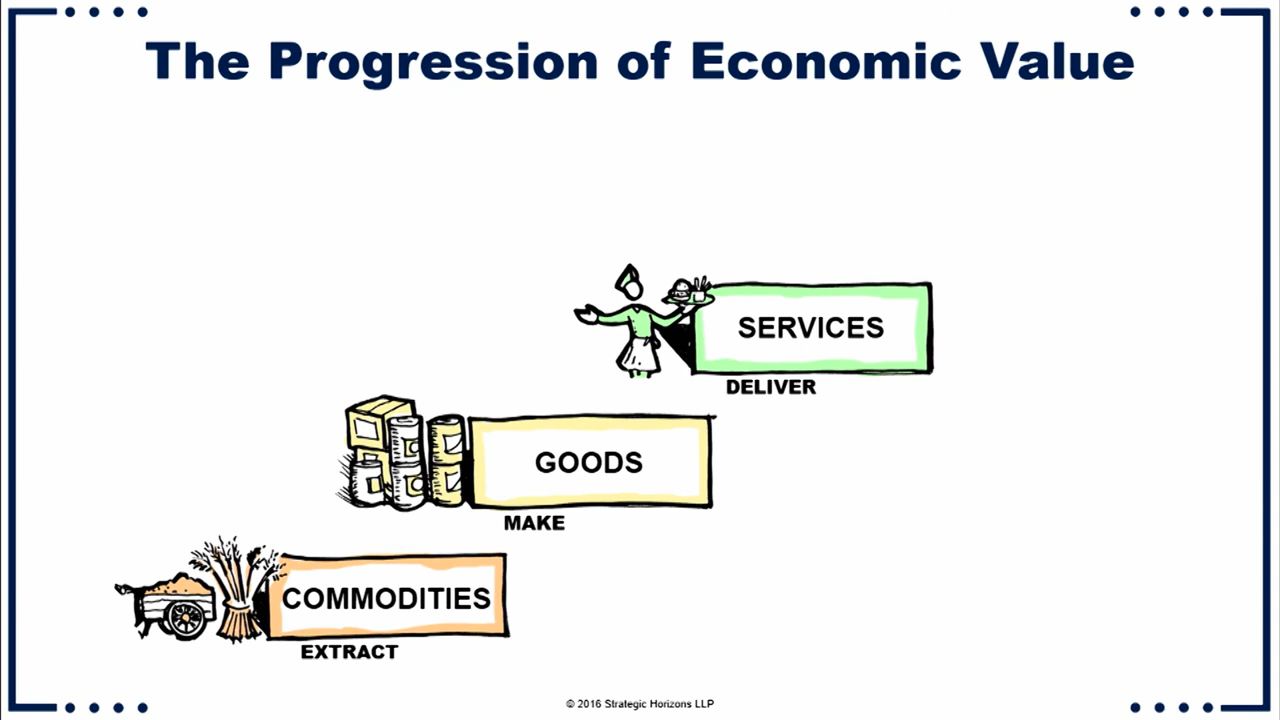 The Progression of Economic Value
SERVICES
DELIVER
GOODS
MAKE
COMMODITIES
EXTRACT
© 2016 Strategic Horizons LLP